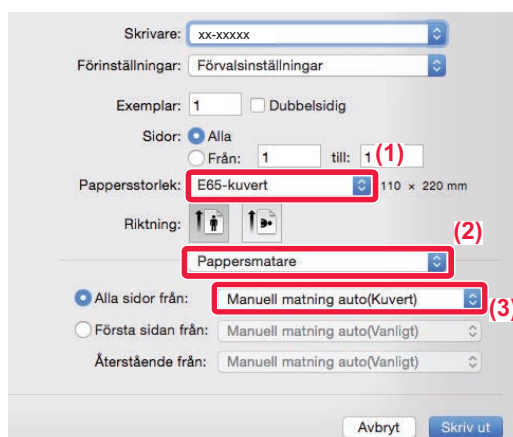 Skrivare: xx-xxxxx
Förinställningar: Förvalsinställningar
Exemplar: 1 Dubbelsidig
Sidor: Alla
Från: 1 till: 1 (1)
Pappersstorlek: E65-kuvert 110 × 220 mm
Riktning:
(2)
Pappersmatare
Alla sidor från: Manuell matning auto(Kuvert)
(3)
Första sidan från: Manuell matning auto(Vanligt)
Återstående från: Manuell matning auto(Vanligt)
Avbryt Skriv ut